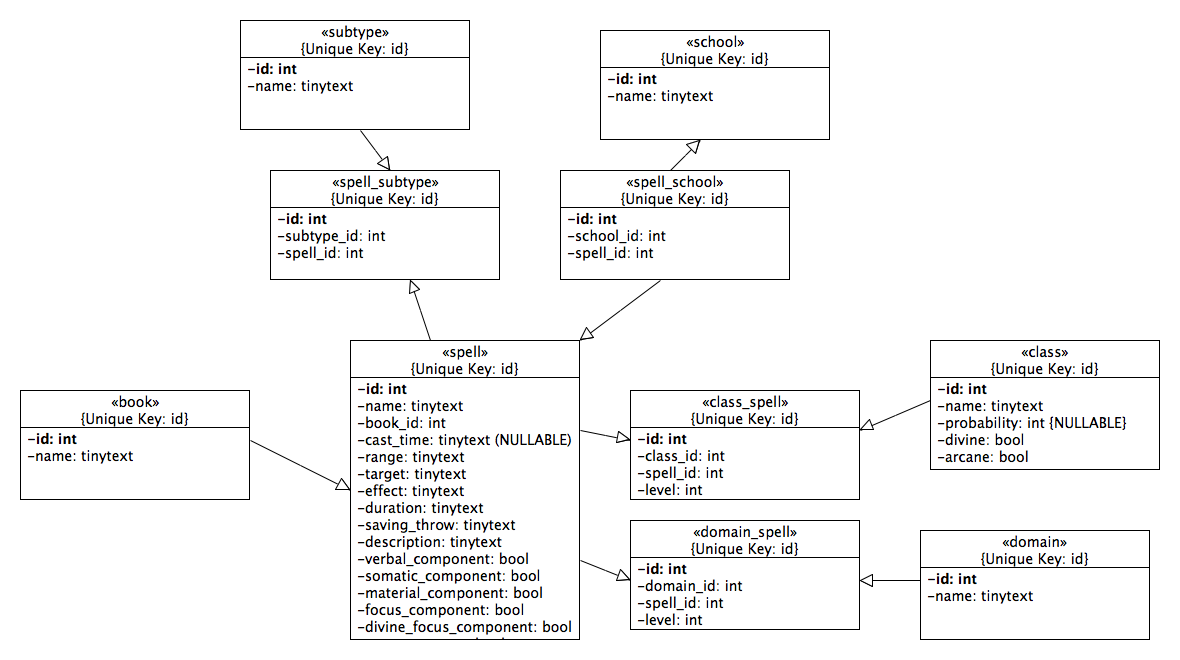 «subtype»
{Unique Key: id}
-id: int
-name: tinytext
«school»
{Unique Key: id}
-id: int
-name: tinytext
«spell_subtype»
{Unique Key: id}
-id: int
-subtype_id: int
-spell_id: int
«spell_school»
{Unique Key: id}
-id: int
-school_id: int
-spell_id: int
«book»
{Unique Key: id}
-id: int
-name: tinytext
«spell»
{Unique Key: id}
-id: int
-name: tinytext
-book_id: int
-cast_time: tinytext (NULLABLE)
-range: tinytext
-target: tinytext
-effect: tinytext
-duration: tinytext
-saving_throw: tinytext
-description: tinytext
-verbal_component: bool
-somatic_component: bool
-material_component: bool
-focus_component: bool
-divine_focus_component: bool
«class_spell»
{Unique Key: id}
-id: int
-class_id: int
-spell_id: int
-level: int
«class»
{Unique Key: id}
-id: int
-name: tinytext
-probability: int {NULLABLE}
-divine: bool
-arcane: bool
«domain_spell»
{Unique Key: id}
-id: int
-domain_id: int
-spell_id: int
-level: int
«domain»
{Unique Key: id}
-id: int
-name: tinytext